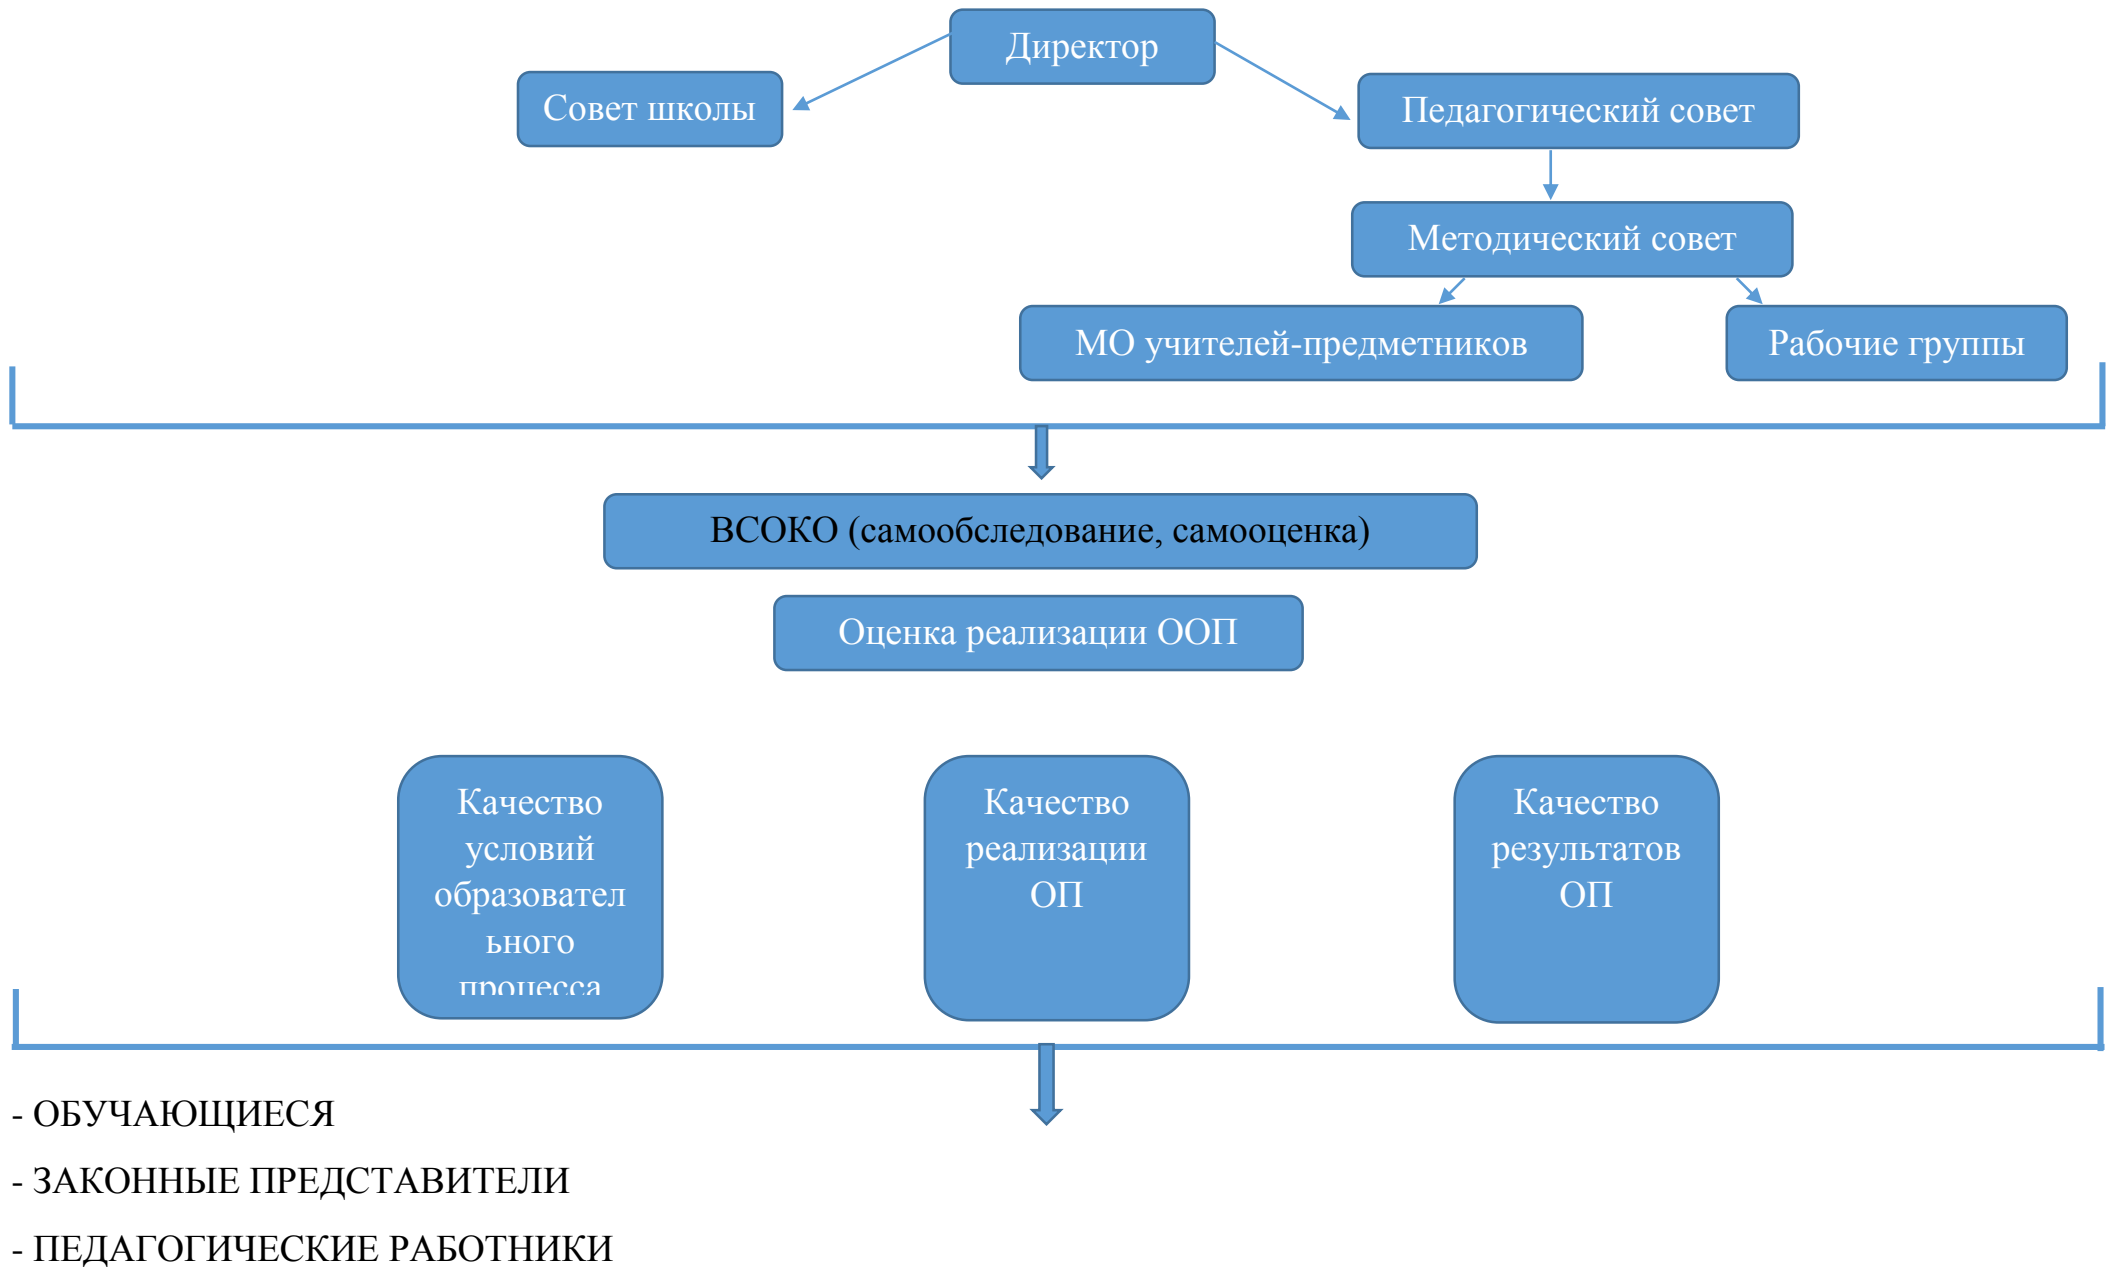 Директор
Совет школы
Педагогический совет
Методический совет
МО учителей-предметников
Рабочие группы
ВСОКО (самообследование, самооценка)
Оценка реализации ООП
Качество
условий
образовател
ьного
процесса
Качество
реализации
ОП
Качество
результатов
ОП
- ОБУЧАЮЩИЕСЯ
- ЗАКОННЫЕ ПРЕДСТАВИТЕЛИ
- ПЕДАГОГИЧЕСКИЕ РАБОТНИКИ